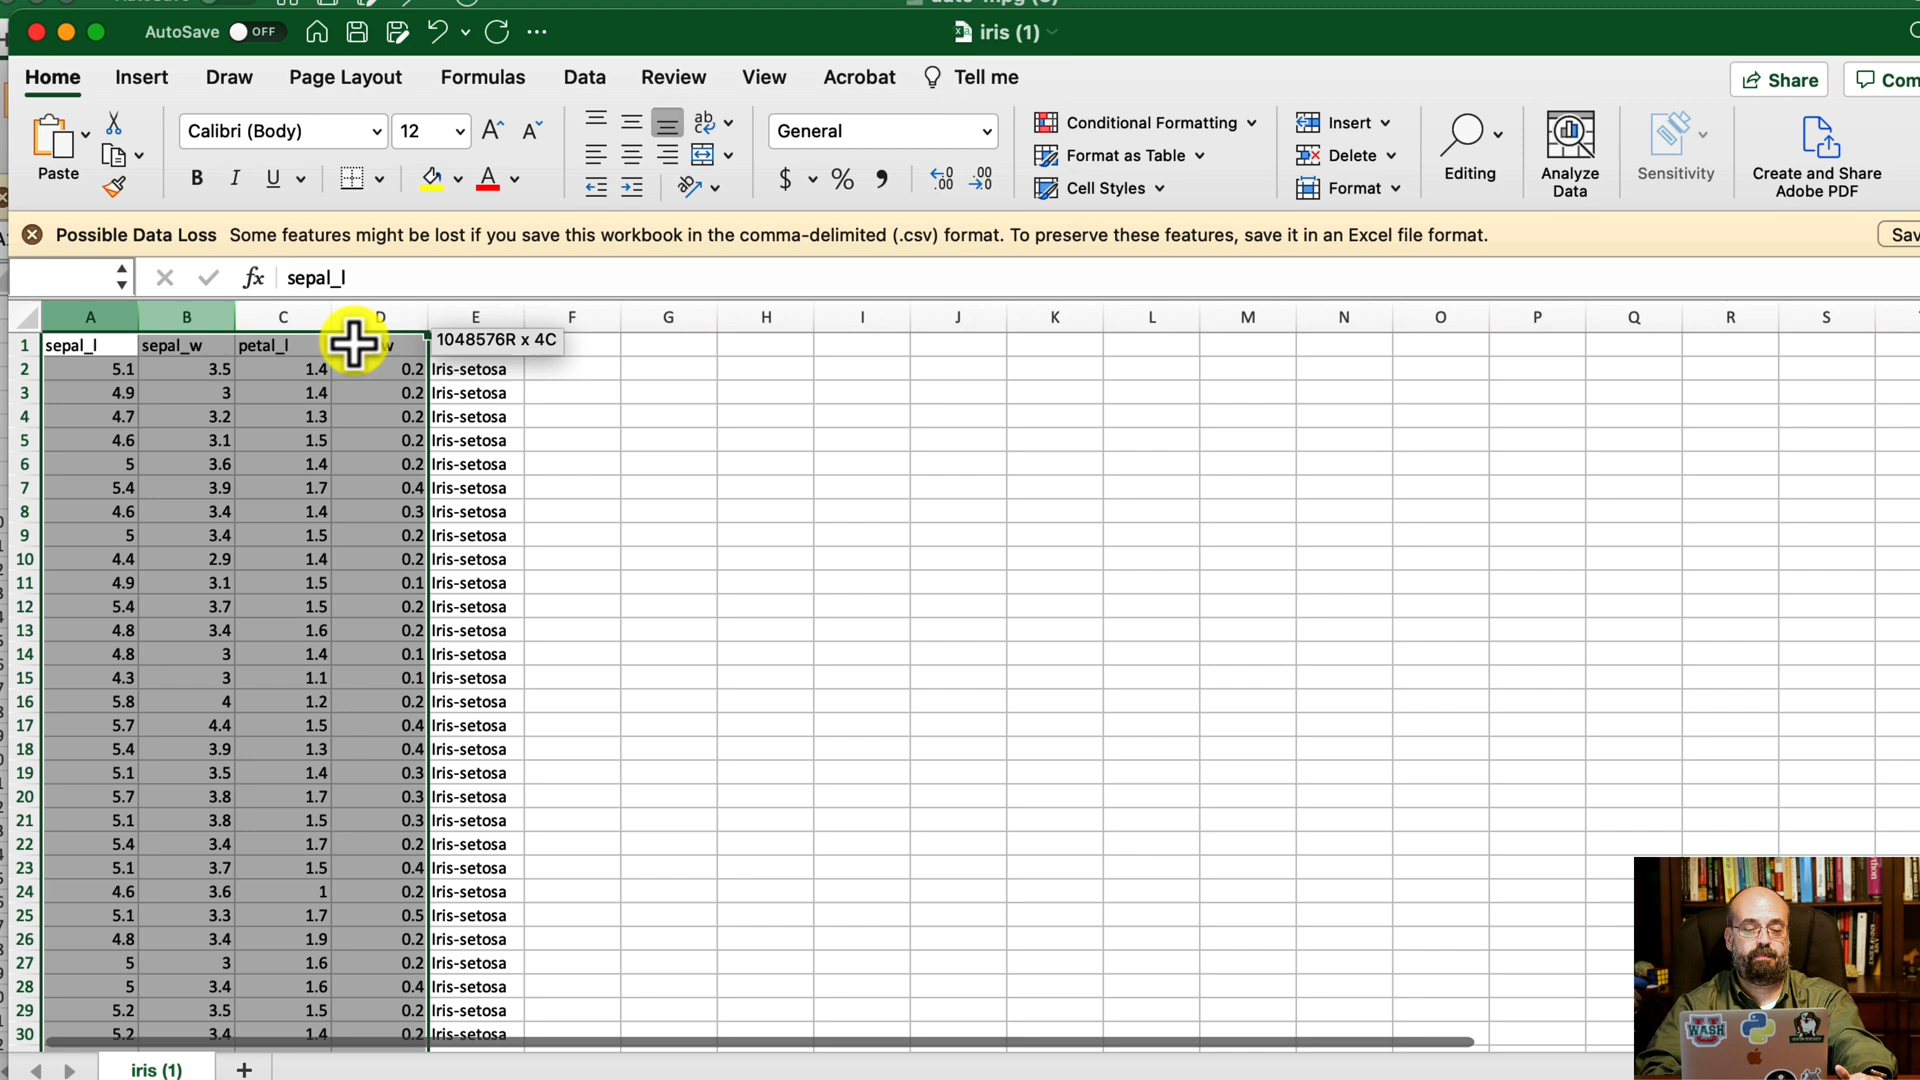 AutoSave OFF
iris (1)
Home Insert Draw Page Layout Formulas Data Review View Acrobat Tell me
Share
Paste
Calibri (Body) 12
B I U A
ab
General
$ % 9
.00
.00
Conditional Formatting
Format as Table
Cell Styles
Insert
Delete
Format
Editing
Analyze
Data
Sensitivity
Create and Share
Adobe PDF
Possible Data Loss Some features might be lost if you save this workbook in the comma-delimited (.csv) format. To preserve these features, save it in an Excel file format.
fx sepal_l
A B C D E F G H I J K L M N O P Q R S
1048576R x 4C
1 sepal_l sepal_w petal_l
2 5.1 3.5 1.4 0.2 Iris-setosa
3 4.9 3 1.4 0.2 Iris-setosa
4 4.7 3.2 1.3 0.2 Iris-setosa
5 4.6 3.1 1.5 0.2 Iris-setosa
6 5 3.6 1.4 0.2 Iris-setosa
7 5.4 3.9 1.7 0.4 Iris-setosa
8 4.6 3.4 1.4 0.3 Iris-setosa
9 5 3.4 1.5 0.2 Iris-setosa
10 4.4 2.9 1.4 0.2 Iris-setosa
11 4.9 3.1 1.5 0.1 Iris-setosa
12 5.4 3.7 1.5 0.2 Iris-setosa
13 4.8 3.4 1.6 0.2 Iris-setosa
14 4.8 3 1.4 0.1 Iris-setosa
15 4.3 3 1.1 0.1 Iris-setosa
16 5.8 4 1.2 0.2 Iris-setosa
17 5.7 4.4 1.5 0.4 Iris-setosa
18 5.4 3.9 1.3 0.4 Iris-setosa
19 5.1 3.5 1.4 0.3 Iris-setosa
20 5.7 3.8 1.7 0.3 Iris-setosa
21 5.1 3.8 1.5 0.3 Iris-setosa
22 5.4 3.4 1.7 0.2 Iris-setosa
23 5.1 3.7 1.5 0.4 Iris-setosa
24 4.6 3.6 1 0.2 Iris-setosa
25 5.1 3.3 1.7 0.5 Iris-setosa
26 4.8 3.4 1.9 0.2 Iris-setosa
27 5 3 1.6 0.2 Iris-setosa
28 5 3.4 1.6 0.4 Iris-setosa
29 5.2 3.5 1.5 0.2 Iris-setosa
30 5.2 3.4 1.4 0.2 Iris-setosa
iris (1)
WASH